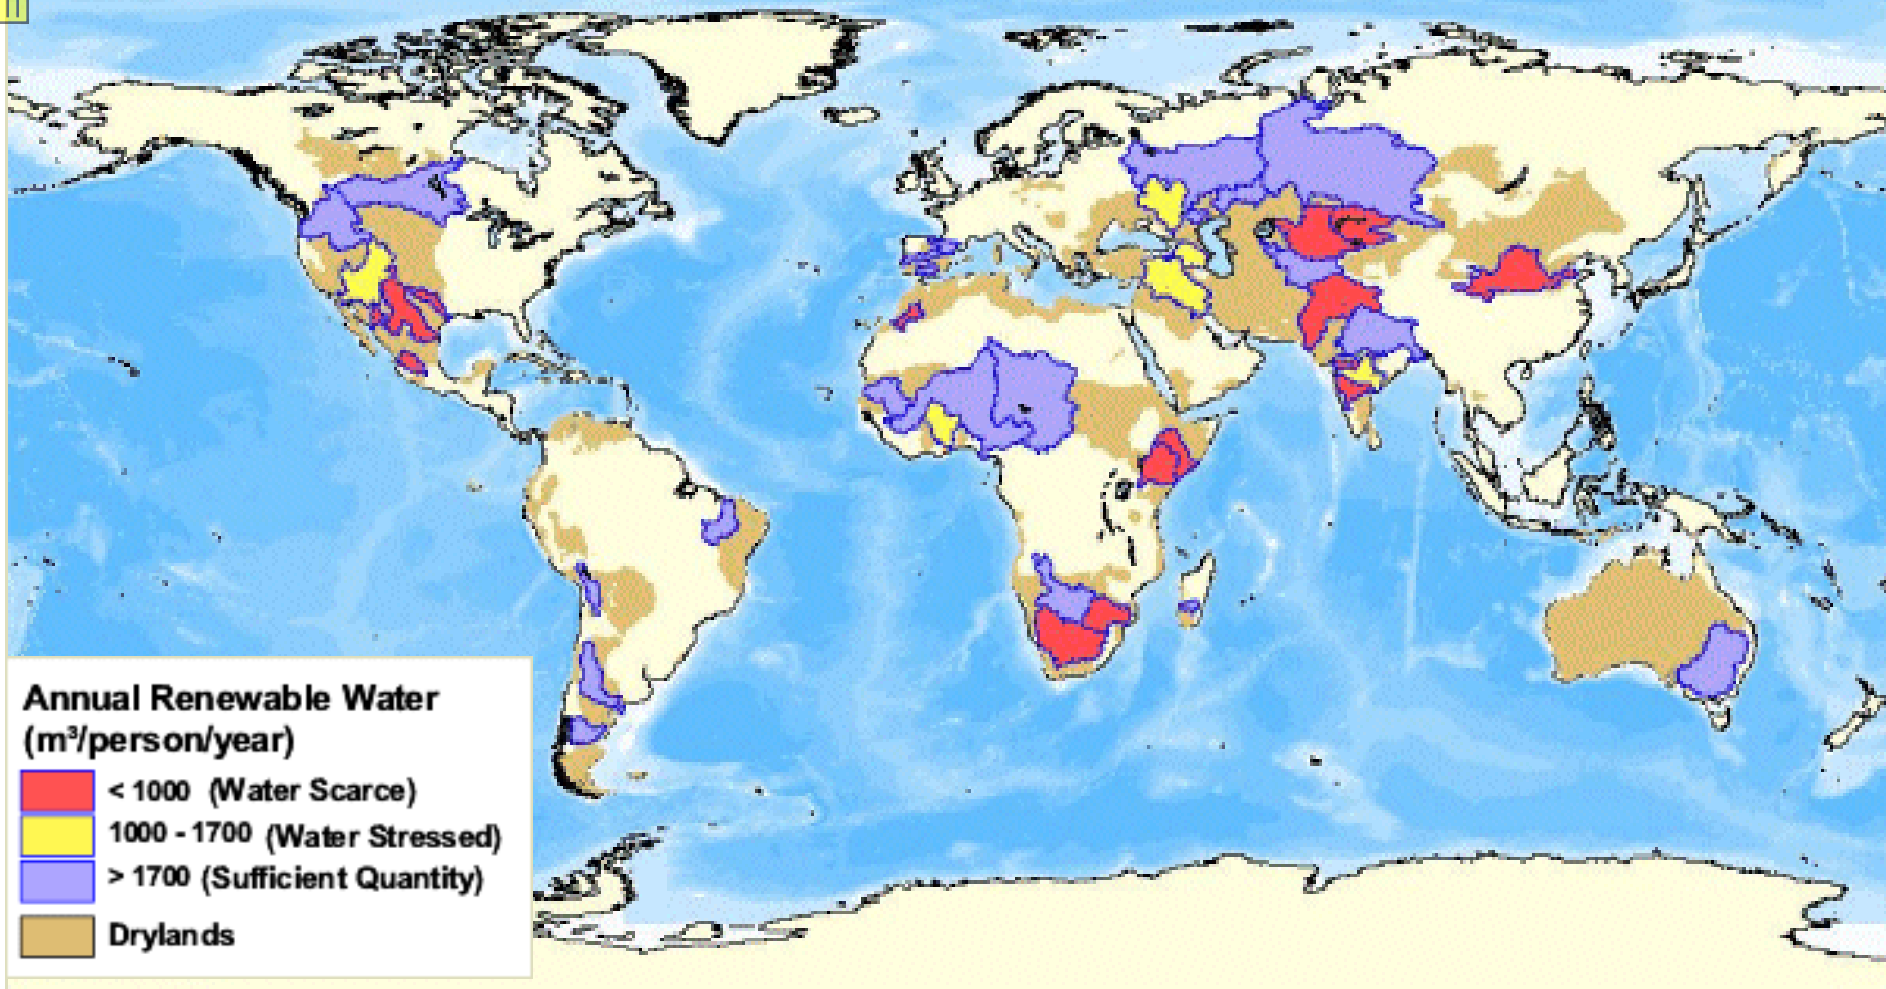 Annual Renewable Water
(m³/person/year)
< 1000 (Water Scarce)
1000 - 1700 (Water Stressed)
> 1700 (Sufficient Quantity)
Drylands